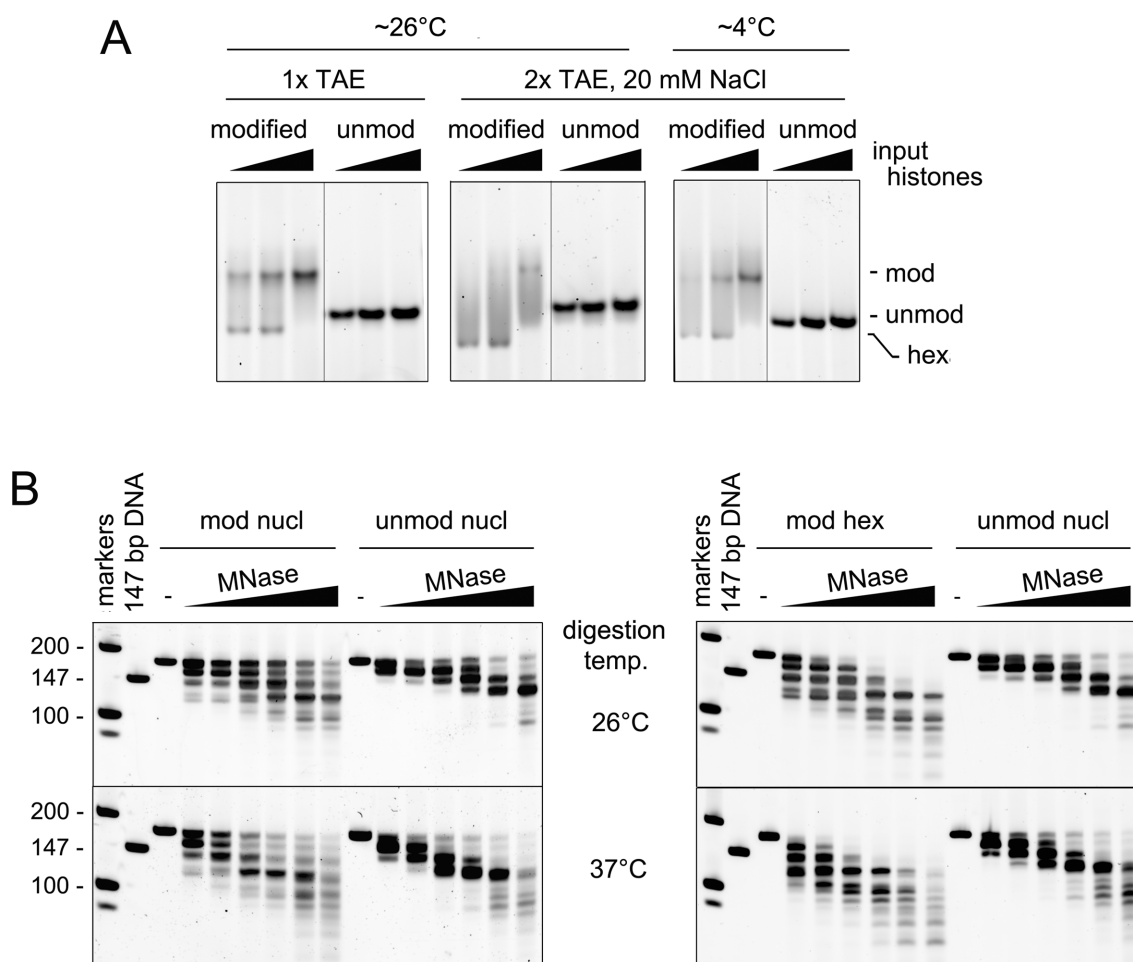 A
~26°C
~4°C
1x TAE
2x TAE, 20 mM NaCl
modified
unmod
modified
unmod
modified
unmod
input
histones
- mod
- unmod
hex
B
markers
147 bp DNA
mod nucl
unmod nucl
MNase
MNase
-
-
markers
147 bp DNA
mod hex
unmod nucl
MNase
MNase
-
-
200 -
147 -
100 -
digestion
temp.
26°C
200 -
147 -
100 -
37°C